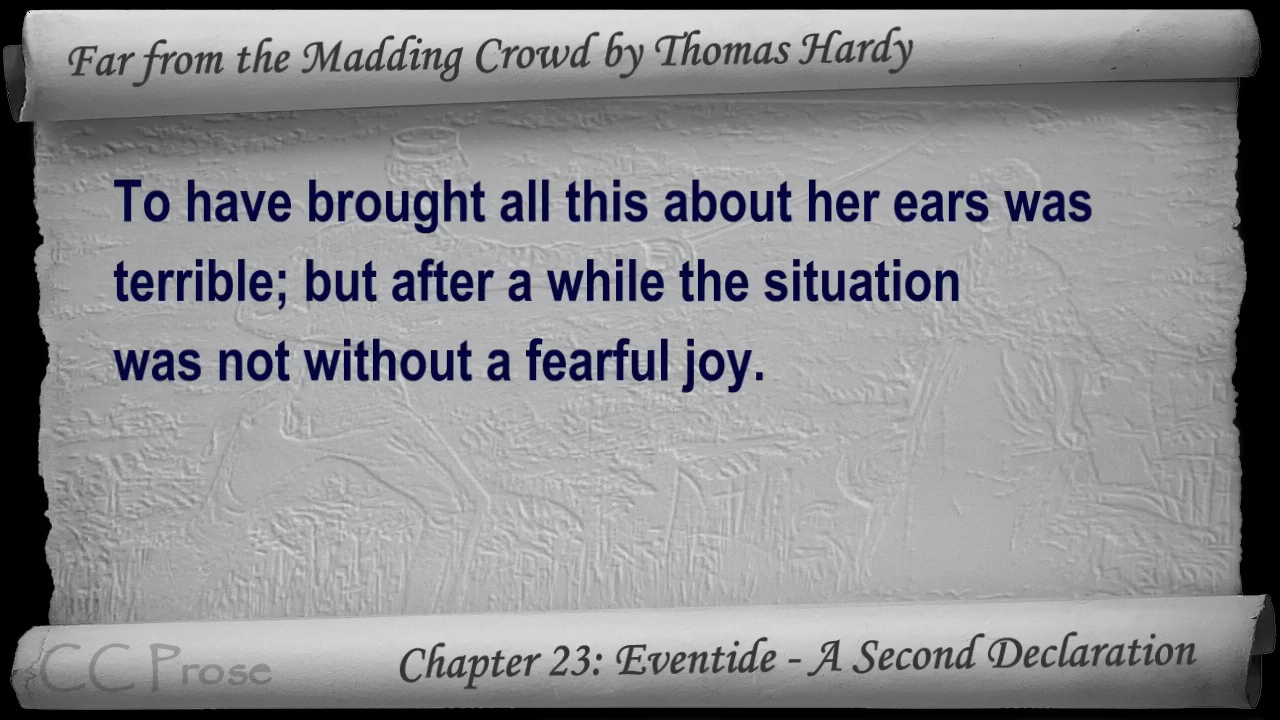 Far from the Madding Crowd by Thomas Hardy
To have brought all this about her ears was
terrible; but after a while the situation
was not without a fearful joy.
CC Prose
Chapter 23: Eventide - A Second Declaration